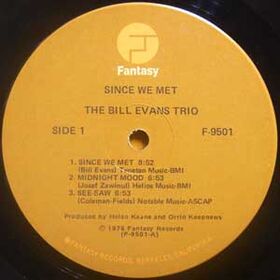 Fantasy
SINCE WE MET
THE BILL EVANS TRIO
SIDE 1
F-9501
1. SINCE WE MET 8:52
(Bill Evans) Tenetas Music-BMI
2. MIDNIGHT MOOD 6:53
(Josef Zawinul) Helios Music-BMI
3. SEE-SAW 6:53
(Coleman-Fields) Notable Music-ASCAP
Produced by Helen Keane and Orrin Keepnews
1976 Fantasy Records
(F-9501-A)
FANTASY RECORDS, BERKELEY, CALIFORNIA